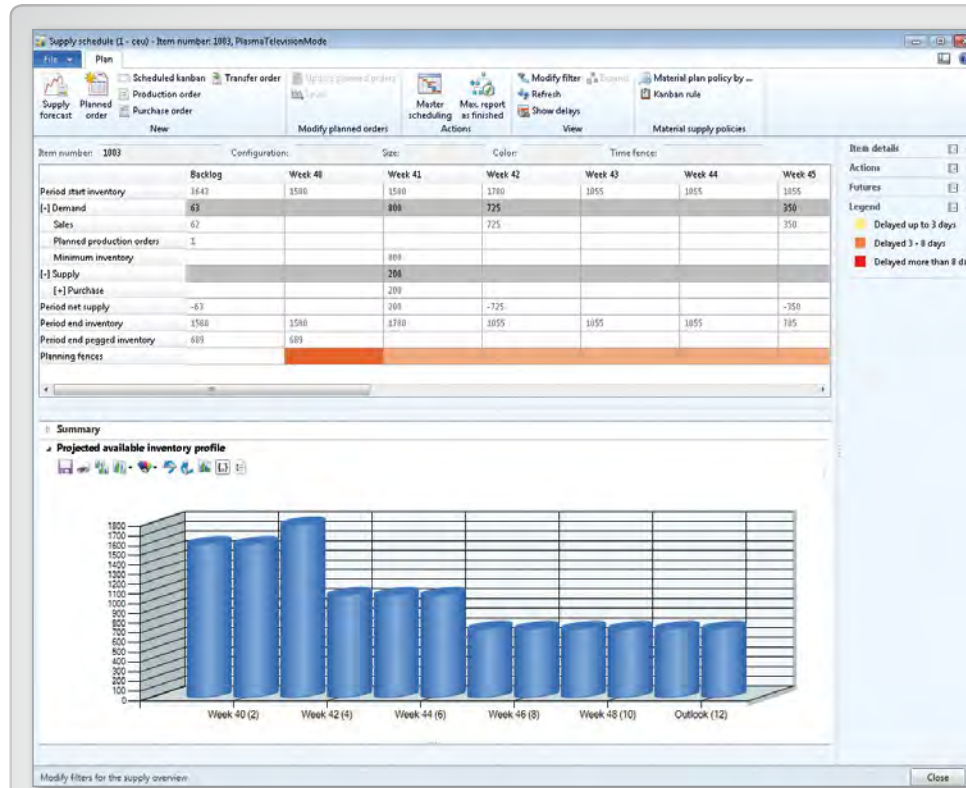 Supply schedule (1 - ceu) - Item number: 1003, PlasmaTelevisionMode
File Plan
Supply forecast
Planned order
Scheduled kanban
Production order
Purchase order
Transfer order
New
Modify planned orders
Master scheduling
Max. report as finished
Actions
Modify filter
Expand
Refresh
Show delays
View
Material plan policy by ...
Kanban rule
Material supply policies
Item number: 1003 Configuration: Size: Color: Time fence:
Backlog Week 40 Week 41 Week 42 Week 43 Week 44 Week 45
Period start inventory 1643 1580 1580 1780 1055 1055 1055
[-] Demand 63 800 725 350
Sales 62 725 350
Planned production orders 1
Minimum inventory 800
[-] Supply 200
[+] Purchase 200
Period net supply -63 200 -725 -350
Period end inventory 1580 1580 1780 1055 1055 1055 705
Period end pegged inventory 689 689
Planning fences
Item details
Actions
Futures
Legend
Delayed up to 3 days
Delayed 3 - 8 days
Delayed more than 8 da
Summary
Projected available inventory profile
1800
1700
1600
1500
1400
1300
1200
1100
1000
900
800
700
600
500
400
300
200
100
0
Week 40 (2) Week 42 (4) Week 44 (6) Week 46 (8) Week 48 (10) Outlook (12)
Modify filters for the supply overview
Close